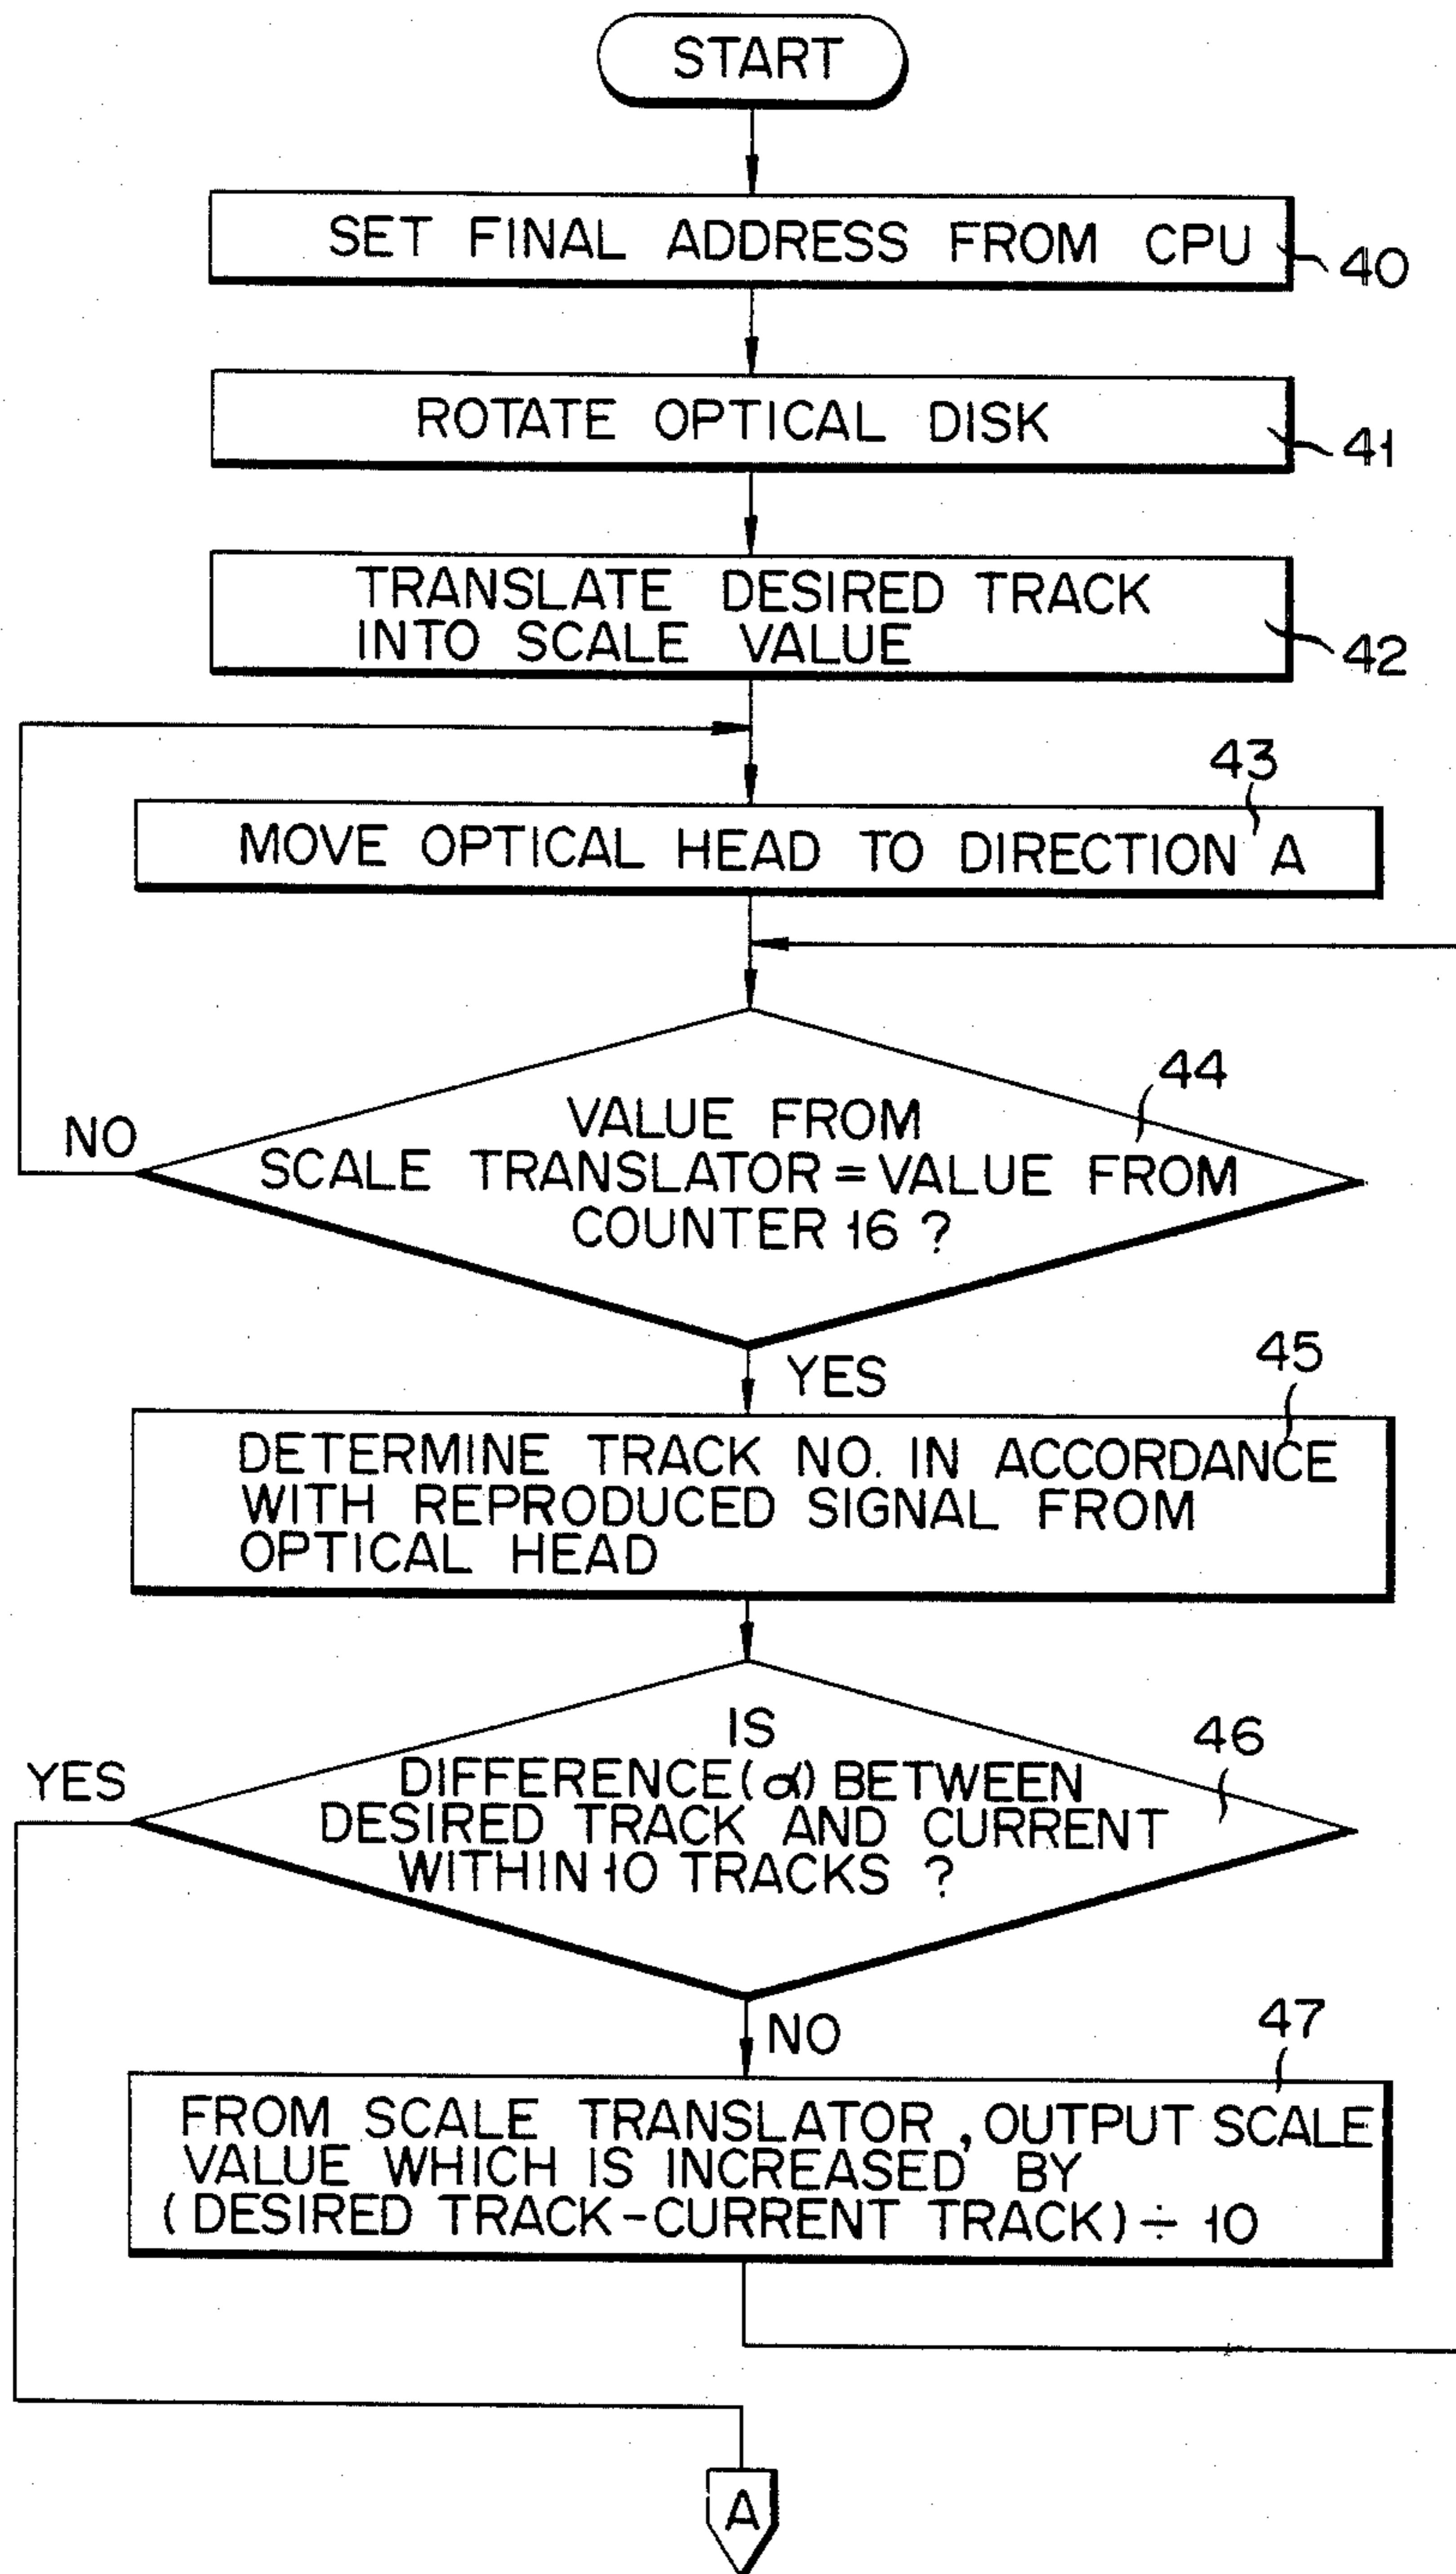 START
SET FINAL ADDRESS FROM CPU
40
ROTATE OPTICAL DISK
41
TRANSLATE DESIRED TRACK
INTO SCALE VALUE
42
43
MOVE OPTICAL HEAD TO DIRECTION A
44
NO
VALUE FROM
SCALE TRANSLATOR = VALUE FROM
COUNTER 16 ?
YES
45
DETERMINE TRACK NO. IN ACCORDANCE
WITH REPRODUCED SIGNAL FROM
OPTICAL HEAD
46
YES
IS
DIFFERENCE (α) BETWEEN
DESIRED TRACK AND CURRENT
WITHIN 10 TRACKS ?
NO
47
FROM SCALE TRANSLATOR, OUTPUT SCALE
VALUE WHICH IS INCREASED BY
(DESIRED TRACK-CURRENT TRACK) ÷ 10
A